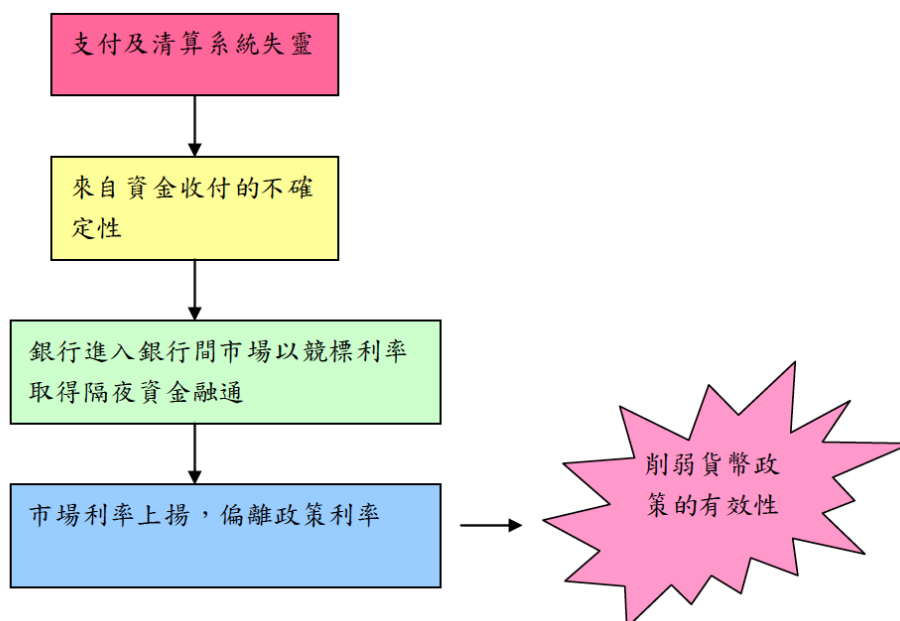 支付及清算系統失靈
來自資金收付的不確
定性
銀行進入銀行間市場以競標利率
取得隔夜資金融通
市場利率上揚，偏離政策利率
削弱貨幣政
策的有效性